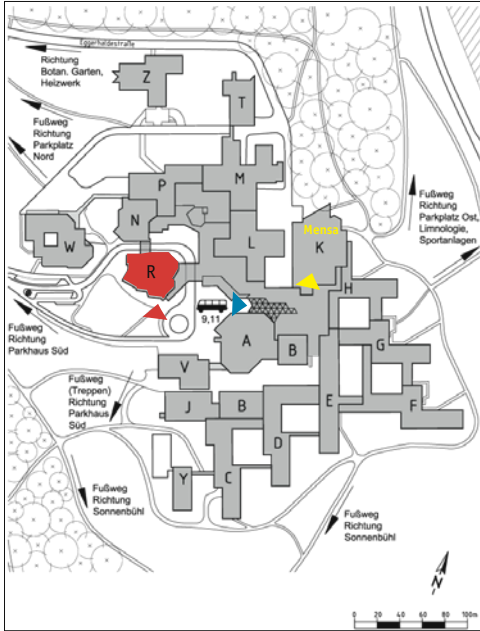 Eggerhaldestraße
Richtung
Botan. Garten,
Heizwerk
Z
T
Fußweg
Richtung
Parkplatz
Nord
M
P
N
Fußweg
Richtung
Parkplatz Ost,
Limnologie,
Sportanlagen
Mensa
K
W
L
R
H
9,11
Fußweg
Richtung
Parkhaus Süd
A
B
G
V
Fußweg
(Treppen)
Richtung
Parkhaus
Süd
J
B
E
F
D
Y
C
Fußweg
Richtung
Sonnenbühl
Fußweg
Richtung
Sonnenbühl
N
0 20 40 60 80 100m